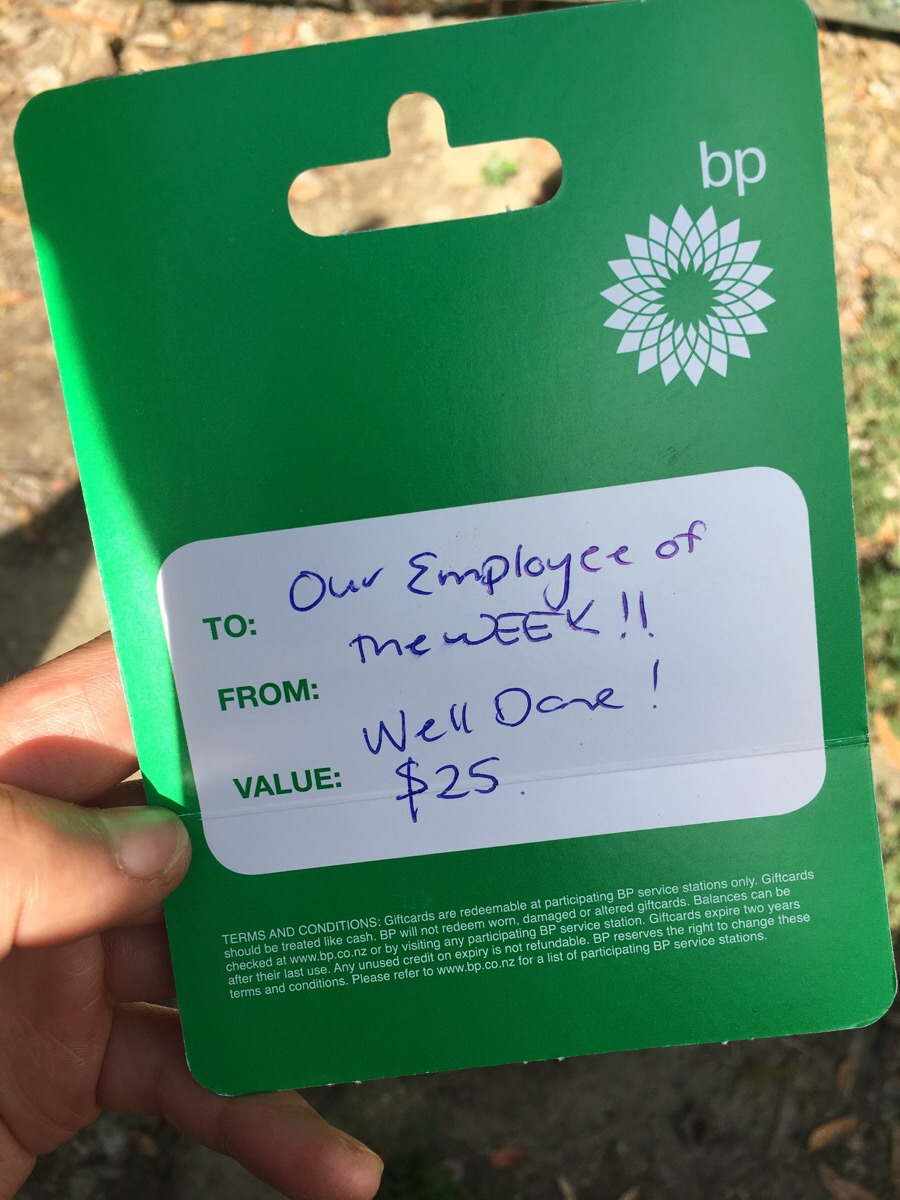 bp
Our Employee of
TO: the WEEK !!
FROM: Well Done !
VALUE: $25.
TERMS AND CONDITIONS: Giftcards are redeemable at participating BP service stations only. Giftcards
should be treated like cash. BP will not redeem worn, damaged or altered giftcards. Balances can be
checked at www.bp.co.nz or by visiting any participating BP service station. Giftcards expire two years
after their last use. Any unused credit on expiry is not refundable. BP reserves the right to change these
terms and conditions. Please refer to www.bp.co.nz for a list of participating BP service stations.